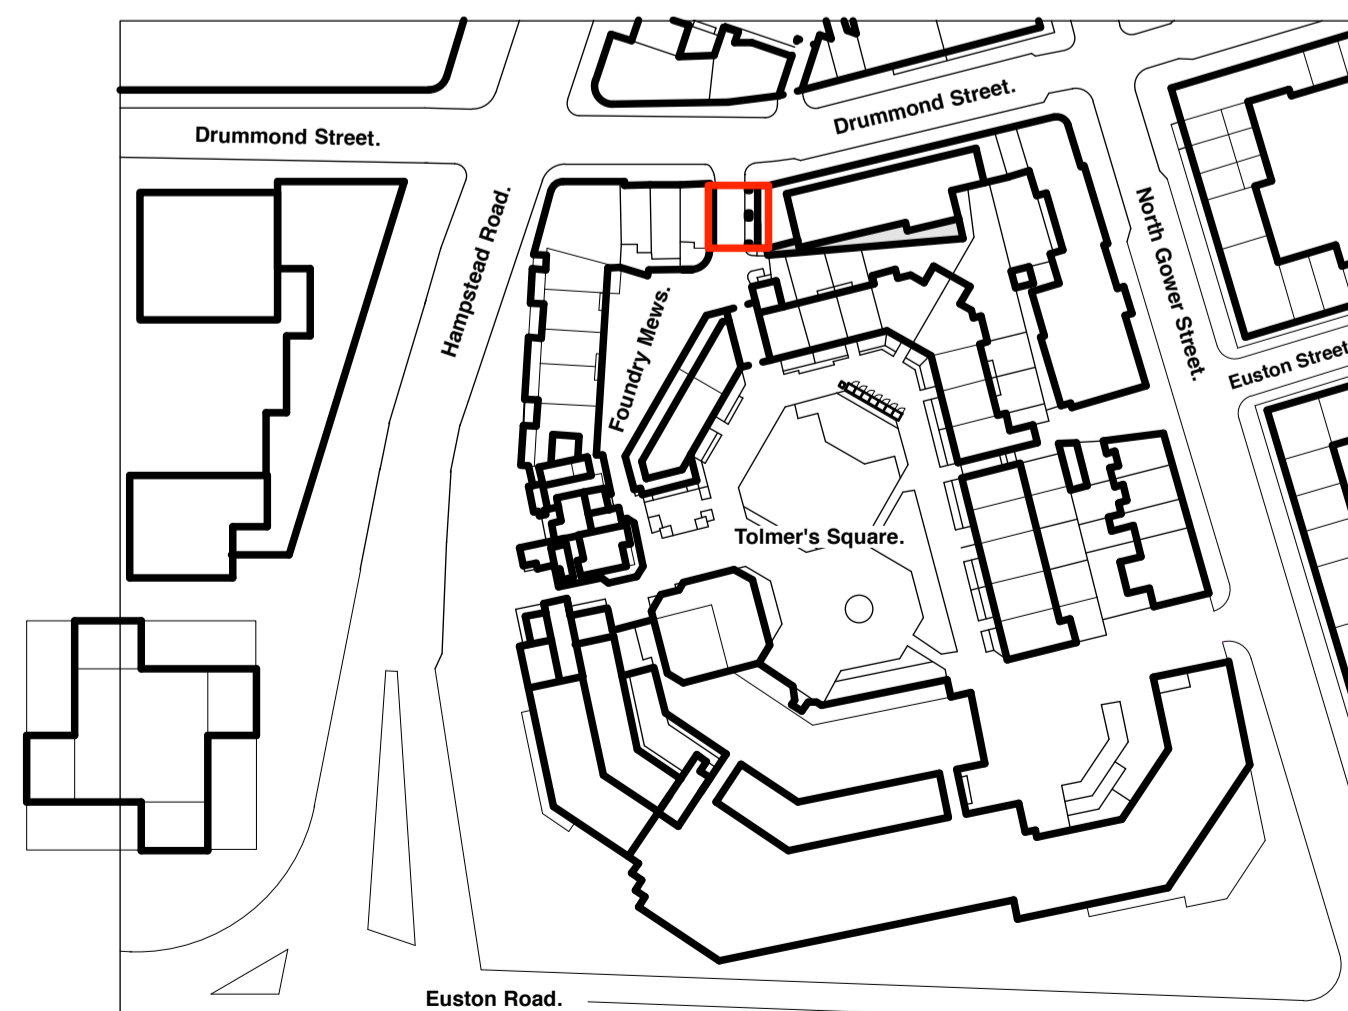 Drummond Street.
Drummond Street.
Hampstead Road.
North Gower Street.
Foundry Mews.
Euston Street
Tolmer's Square.
Euston Road.